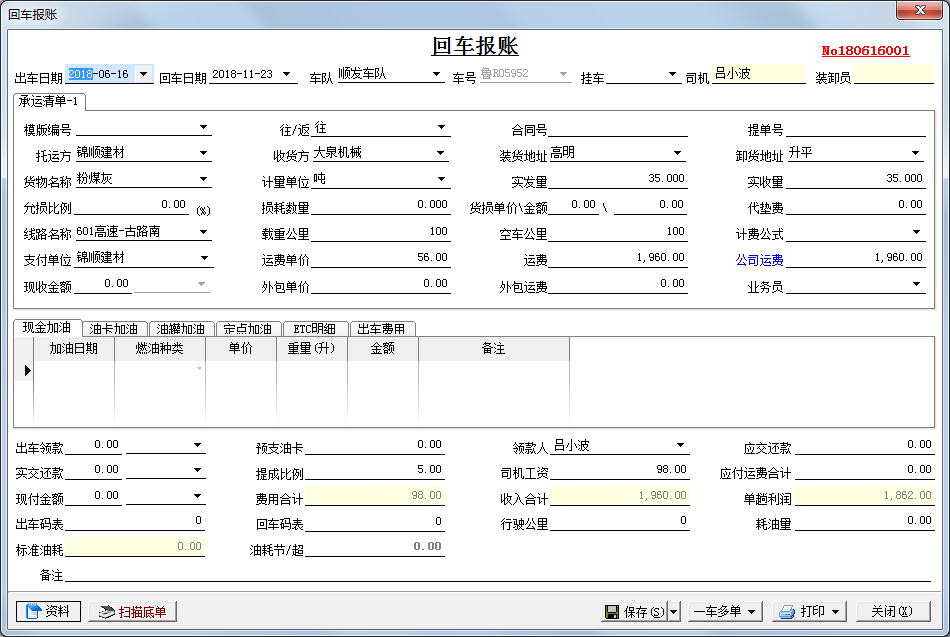 回车报账
回车报账
No180616001
出车日期 2018-06-16 回车日期 2018-11-23 车队 顺发车队 车号 鲁R05952 挂车 司机 吕小波 装卸员
承运清单-1
模版编号 往/返 往 合同号 提单号
托运方 锦顺建材 收货方 大泉机械 装货地址 高明 卸货地址 升平
货物名称 粉煤灰 计量单位 吨 实发量 35.000 实收量 35.000
允损比例 0.00 (%) 损耗数量 0.000 货损单价\金额 0.00 \ 0.00 代垫费 0.00
线路名称 601高速-古路南 载重公里 100 空车公里 100 计费公式
支付单位 锦顺建材 运费单价 56.00 运费 1,960.00 公司运费 1,960.00
现收金额 0.00 外包单价 0.00 外包运费 0.00 业务员
现金加油 油卡加油 油罐加油 定点加油 ETC明细 出车费用
加油日期 燃油种类 单价 重量(升) 金额 备注
出车领款 0.00 预支油卡 0.00 领款人 吕小波 应交还款 0.00
实交还款 0.00 提成比例 5.00 司机工资 98.00 应付运费合计 0.00
现付金额 0.00 费用合计 98.00 收入合计 1,960.00 单趟利润 1,862.00
出车码表 0 回车码表 0 行驶公里 0 耗油量 0.00
标准油耗 0.00 油耗节/超 0.00
备注
资料 扫描底单 保存(S) 一车多单 打印 关闭(X)